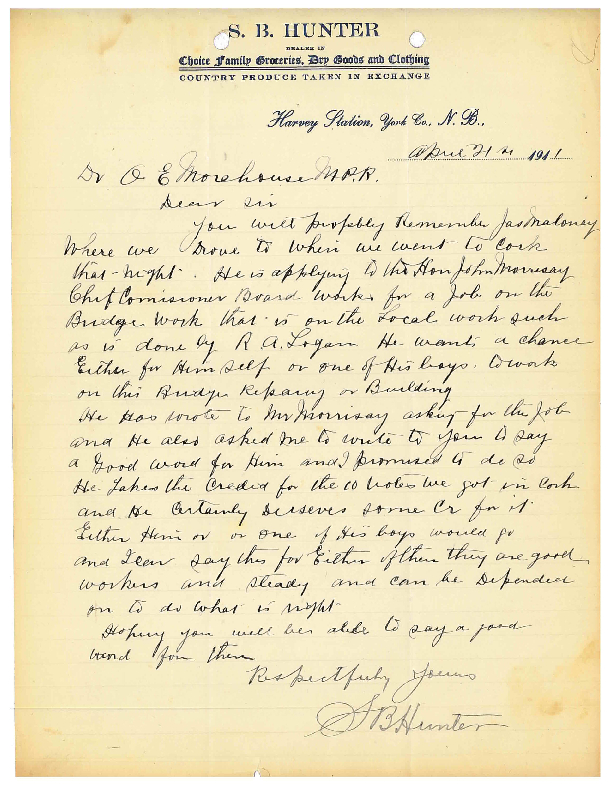 S. B. HUNTER
DEALER IN
Choice Family Groceries, Dry Goods and Clothing
COUNTRY PRODUCE TAKEN IN EXCHANGE
Harvey Station, York Co., N. B.,
April 21 1911
Dr O E Morehouse M.P.P.
Dear Sir
You will propbly Remember Jas Maloney
Where we Drove to When we went to Cork
that night. He is applying to the Hon John Morrisay
Chef Comisioner Board Works for a Job on the
Bridge Work that is on the Local work such
as is done by R A. Logan He wants a chance
Either for Him self or one of His boys. to work
on this Bridge Repairy or Building
He Has wrote to Mr Morrisay asking for the Job
and He also asked me to write to you to say
a Good word for Him and I promised to do so
He takes the Credid for the 10 Votes we got in Cork
and He Certainly Deserves some Cr for it
Either Him or or one of His boys would go
and I can say this for Either of them they are good
workers and steady and can be Depended
on to do what is right
Hoping you will be able to say a good
word for them
Respectfuly Yours
S B Hunter